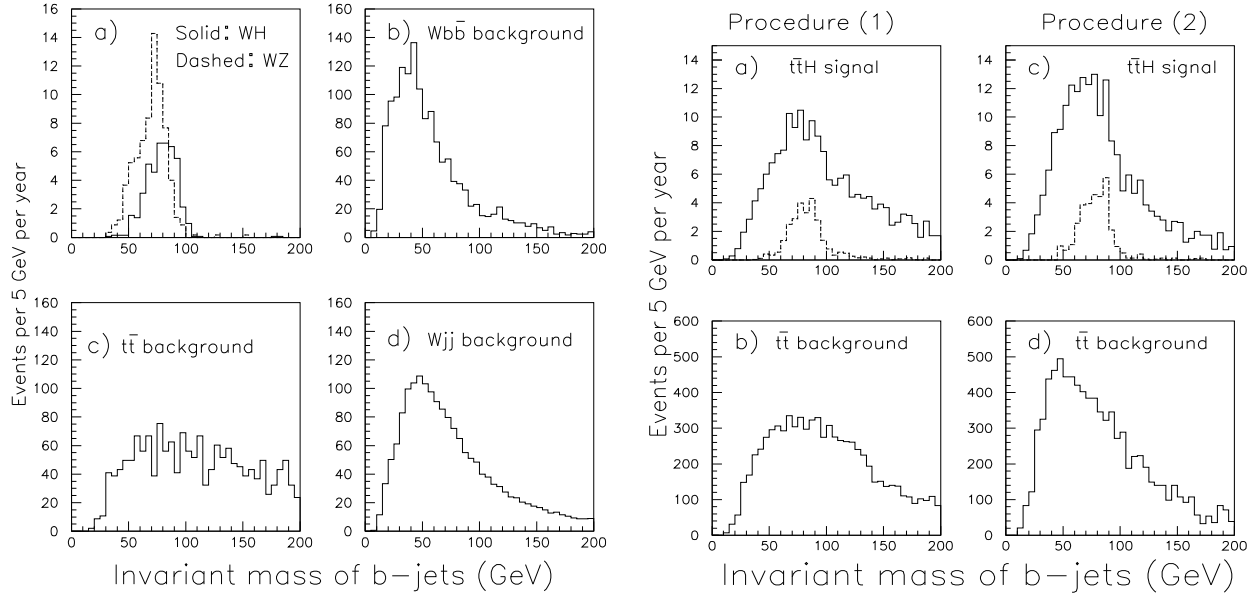 Events per 5 GeV per year
16
14
12
10
8
6
4
2
0
a)
Solid: WH
Dashed: WZ
0 50 100 150 200
160
140
120
100
80
60
40
20
0
b) Wbb̄ background
0 50 100 150 200
160
140
120
100
80
60
40
20
0
c) tt̄ background
0 50 100 150 200
160
140
120
100
80
60
40
20
0
d) Wjj background
0 50 100 150 200
Invariant mass of b-jets (GeV)
Procedure (1)
Procedure (2)
Events per 5 GeV per year
14
12
10
8
6
4
2
0
a) tt̄H signal
0 50 100 150 200
14
12
10
8
6
4
2
0
c) tt̄H signal
0 50 100 150 200
600
500
400
300
200
100
0
b) tt̄ background
0 50 100 150 200
600
500
400
300
200
100
0
d) tt̄ background
0 50 100 150 200
Invariant mass of b-jets (GeV)